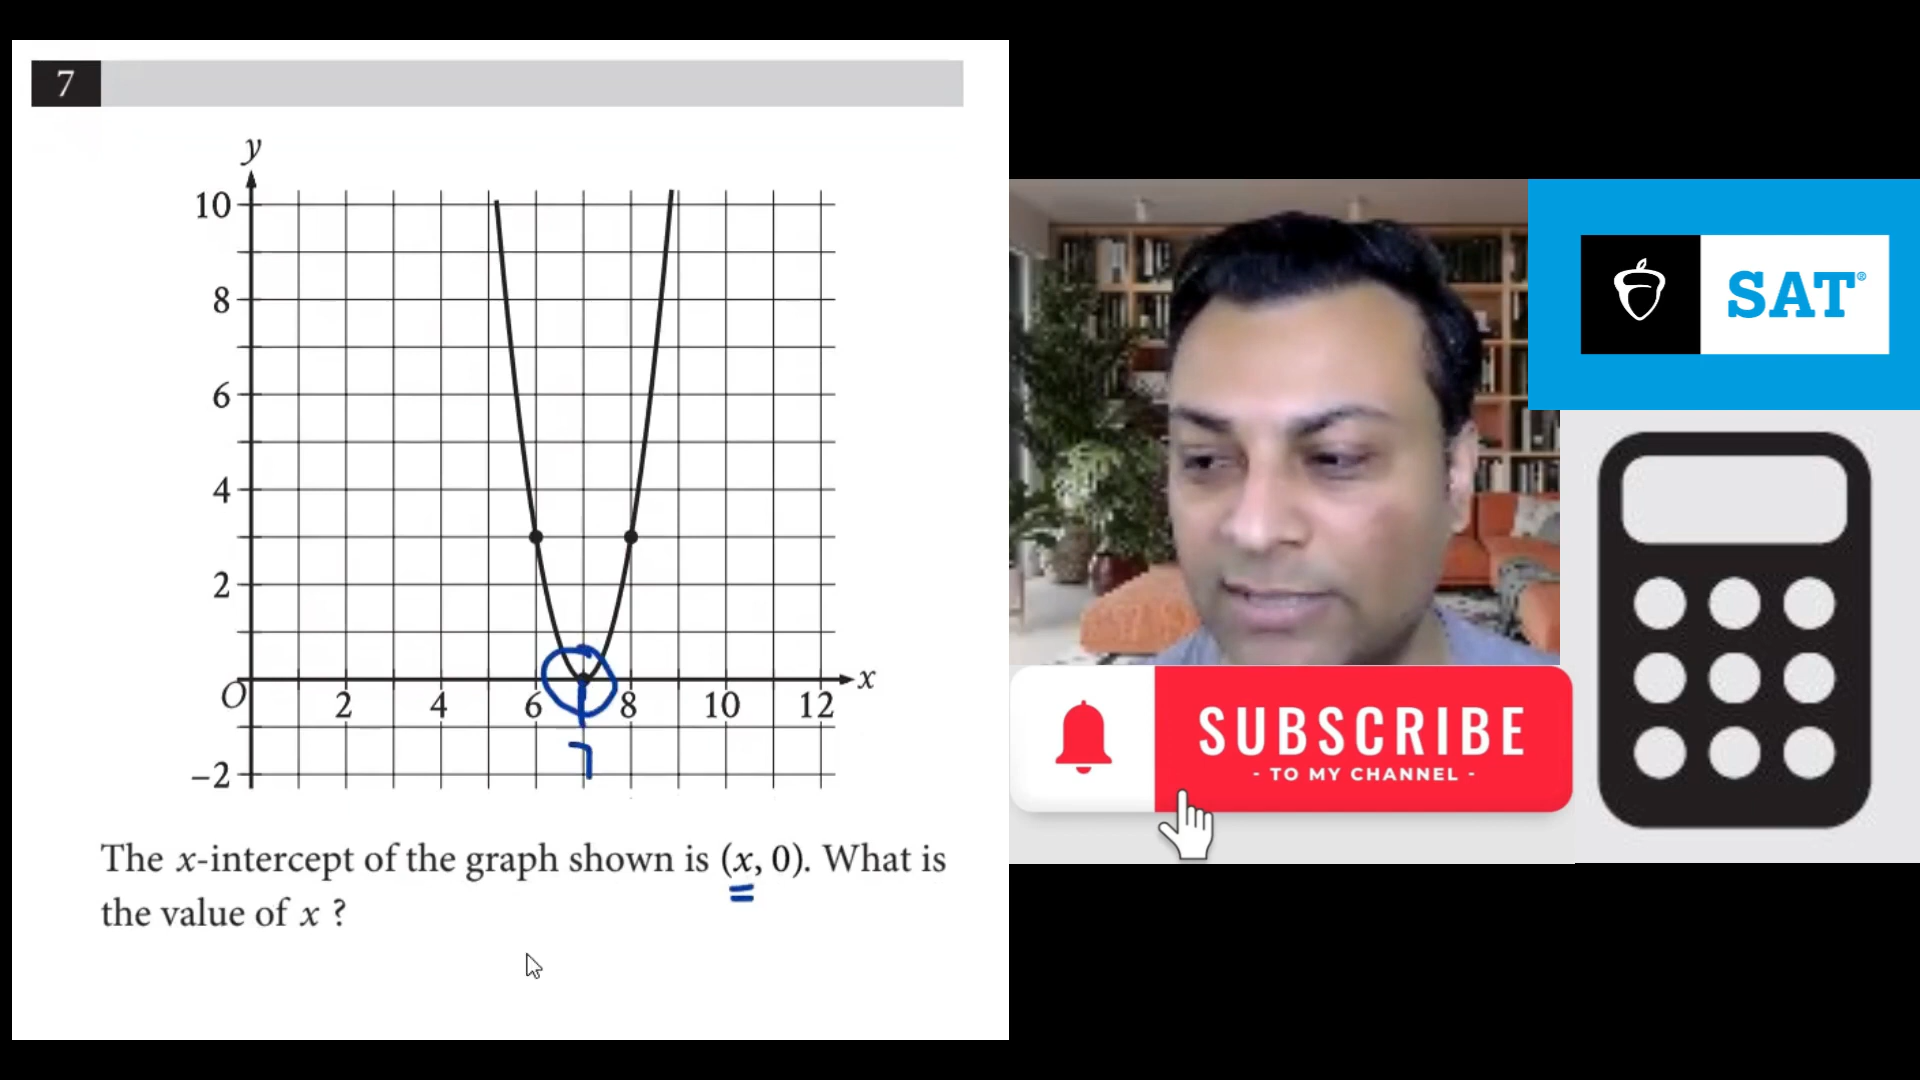 7
y
10
8
6
4
2
O 2 4 6 8 10 12 x
7
–2
The x-intercept of the graph shown is (x, 0). What is
the value of x ?
SAT®
SUBSCRIBE
- TO MY CHANNEL -